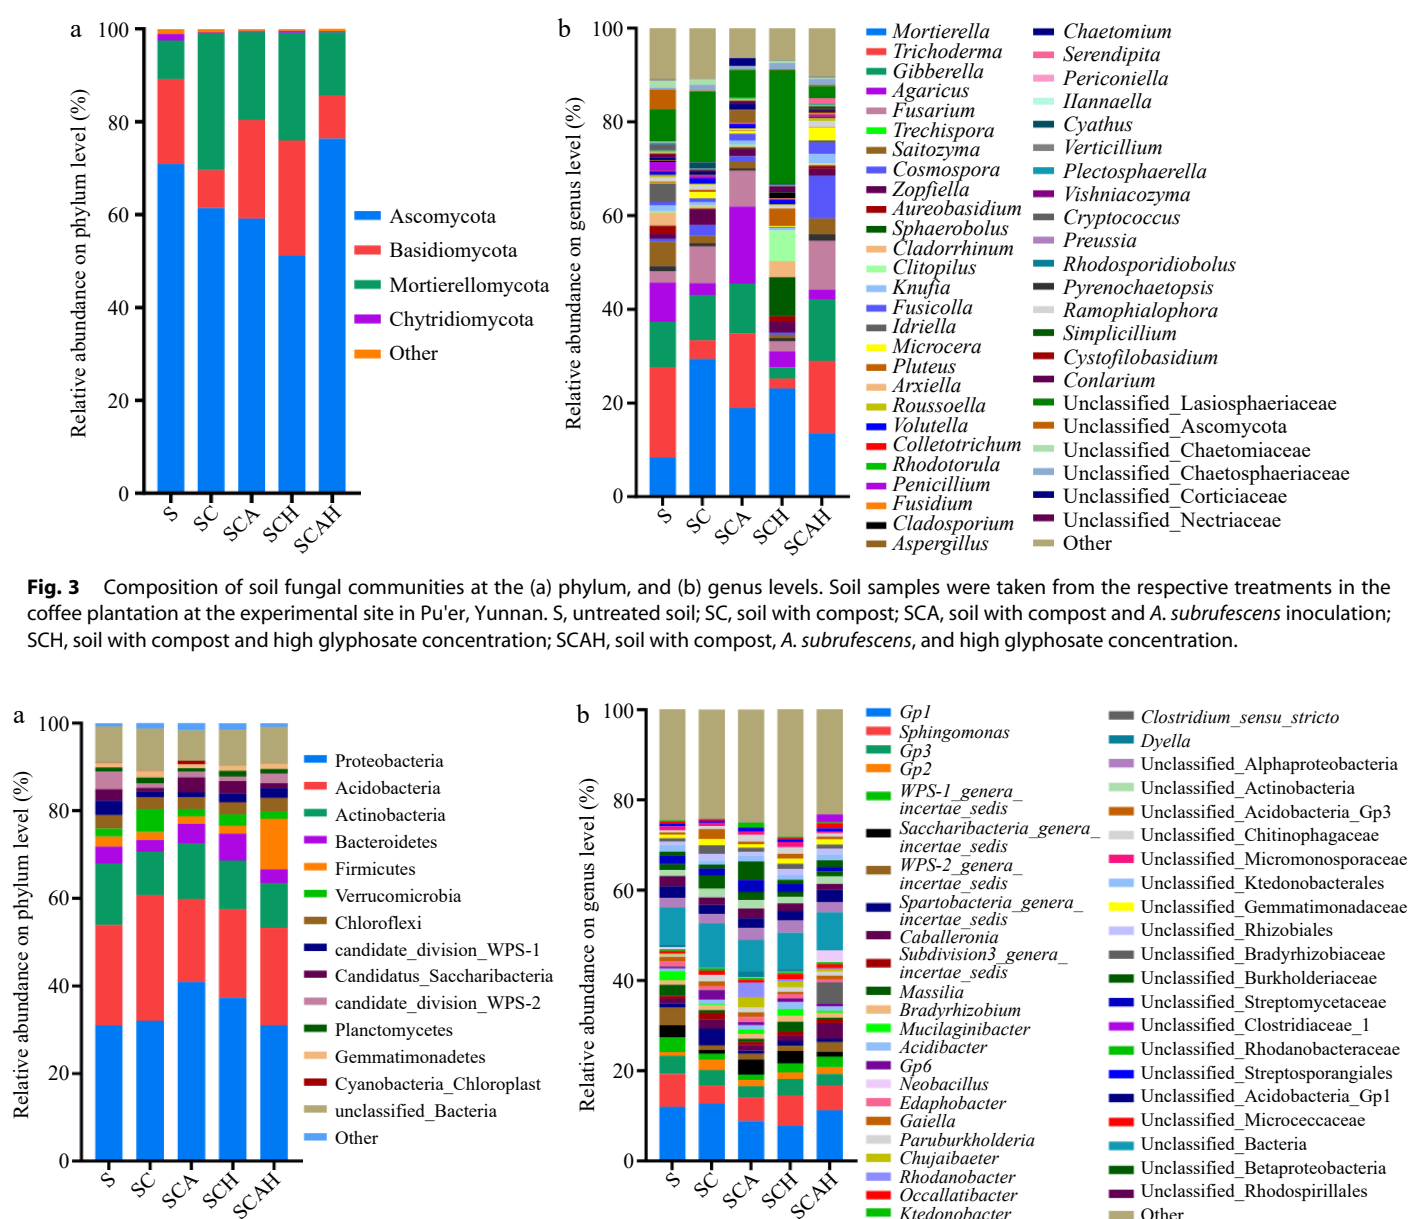 a
Relative abundance on phylum level (%)
100
80
60
40
20
0
S
SC
SCA
SCH
SCAH
Ascomycota
Basidiomycota
Mortierellomycota
Chytridiomycota
Other
b
Relative abundance on genus level (%)
100
80
60
40
20
0
S
SC
SCA
SCH
SCAH
Mortierella
Trichoderma
Gibberella
Agaricus
Fusarium
Trechispora
Saitozyma
Cosmospora
Zopfiella
Aureobasidium
Sphaerobolus
Cladorrhinum
Clitopilus
Knufia
Fusicolla
Idriella
Microcera
Pluteus
Arxiella
Roussoella
Volutella
Colletotrichum
Rhodotorula
Penicillium
Fusidium
Cladosporium
Aspergillus
Chaetomium
Serendipita
Periconiella
IIannaella
Cyathus
Verticillium
Plectosphaerella
Vishniacozyma
Cryptococcus
Preussia
Rhodosporidiobolus
Pyrenochaetopsis
Ramophialophora
Simplicillium
Cystofilobasidium
Conlarium
Unclassified_Lasiosphaeriaceae
Unclassified_Ascomycota
Unclassified_Chaetomiaceae
Unclassified_Chaetosphaeriaceae
Unclassified_Corticiaceae
Unclassified_Nectriaceae
Other
Fig. 3 Composition of soil fungal communities at the (a) phylum, and (b) genus levels. Soil samples were taken from the respective treatments in the
coffee plantation at the experimental site in Pu'er, Yunnan. S, untreated soil; SC, soil with compost; SCA, soil with compost and A. subrufescens inoculation;
SCH, soil with compost and high glyphosate concentration; SCAH, soil with compost, A. subrufescens, and high glyphosate concentration.
a
Relative abundance on phylum level (%)
100
80
60
40
20
0
S
SC
SCA
SCH
SCAH
Proteobacteria
Acidobacteria
Actinobacteria
Bacteroidetes
Firmicutes
Verrucomicrobia
Chloroflexi
candidate_division_WPS-1
Candidatus_Saccharibacteria
candidate_division_WPS-2
Planctomycetes
Gemmatimonadetes
Cyanobacteria_Chloroplast
unclassified_Bacteria
Other
b
Relative abundance on genus level (%)
100
80
60
40
20
0
S
SC
SCA
SCH
SCAH
Gp1
Sphingomonas
Gp3
Gp2
WPS-1_genera_
incertae_sedis
Saccharibacteria_genera_
incertae_sedis
WPS-2_genera_
incertae_sedis
Spartobacteria_genera_
incertae_sedis
Caballeronia
Subdivision3_genera_
incertae_sedis
Massilia
Bradyrhizobium
Mucilaginibacter
Acidibacter
Gp6
Neobacillus
Edaphobacter
Gaiella
Paruburkholderia
Chujaibaeter
Rhodanobacter
Occallatibacter
Ktedonobacter
Clostridium_sensu_stricto
Dyella
Unclassified_Alphaproteobacteria
Unclassified_Actinobacteria
Unclassified_Acidobacteria_Gp3
Unclassified_Chitinophagaceae
Unclassified_Micromonosporaceae
Unclassified_Ktedonobacterales
Unclassified_Gemmatimonadaceae
Unclassified_Rhizobiales
Unclassified_Bradyrhizobiaceae
Unclassified_Burkholderiaceae
Unclassified_Streptomycetaceae
Unclassified_Clostridiaceae_1
Unclassified_Rhodanobacteraceae
Unclassified_Streptosporangiales
Unclassified_Acidobacteria_Gp1
Unclassified_Microceccaceae
Unclassified_Bacteria
Unclassified_Betaproteobacteria
Unclassified_Rhodospirillales
Other